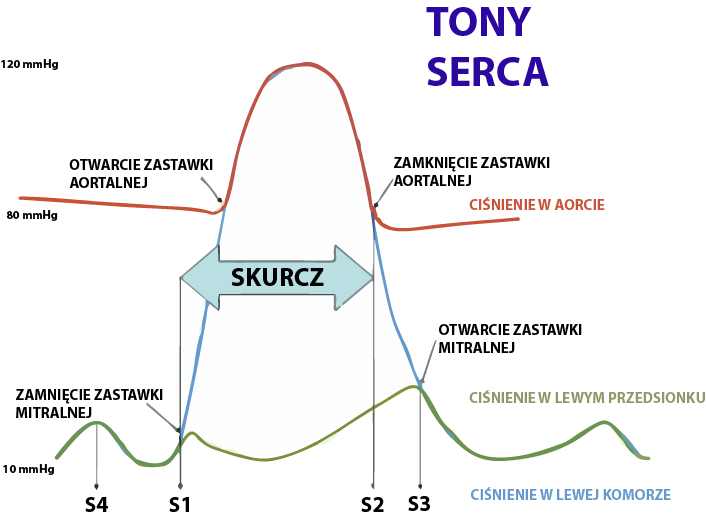 TONY
SERCA
120 mmHg
OTWARCIE ZASTAWKI
AORTALNEJ
ZAMKNIĘCIE ZASTAWKI
AORTALNEJ
CIŚNIENIE W AORCIE
80 mmHg
SKURCZ
OTWARCIE ZASTAWKI
MITRALNEJ
ZAMNIĘCIE ZASTAWKI
MITRALNEJ
CIŚNIENIE W LEWYM PRZEDSIONKU
10 mmHg
CIŚNIENIE W LEWEJ KOMORZE
S4 S1 S2 S3